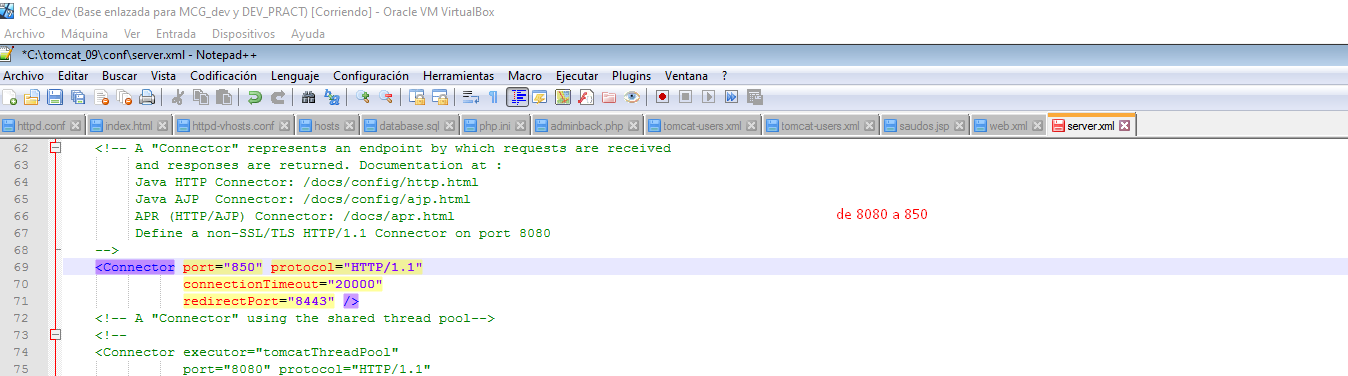 MCG_dev (Base enlazada para MCG_dev y DEV_PRACT) [Corriendo] - Oracle VM VirtualBox
Archivo Máquina Ver Entrada Dispositivos Ayuda
*C:\tomcat_09\conf\server.xml - Notepad++
Archivo Editar Buscar Vista Codificación Lenguaje Configuración Herramientas Macro Ejecutar Plugins Ventana ?
httpd.conf index.html httpd-vhosts.conf hosts database.sql php.ini adminback.php tomcat-users.xml tomcat-users.xml saudos.jsp web.xml server.xml
62 <!-- A "Connector" represents an endpoint by which requests are received
63 and responses are returned. Documentation at :
64 Java HTTP Connector: /docs/config/http.html
65 Java AJP  Connector: /docs/config/ajp.html
66 APR (HTTP/AJP) Connector: /docs/apr.html
de 8080 a 850
67 Define a non-SSL/TLS HTTP/1.1 Connector on port 8080
68 -->
69 <Connector port="850" protocol="HTTP/1.1"
70 connectionTimeout="20000"
71 redirectPort="8443" />
72 <!-- A "Connector" using the shared thread pool-->
73 <!--
74 <Connector executor="tomcatThreadPool"
75 port="8080" protocol="HTTP/1.1"